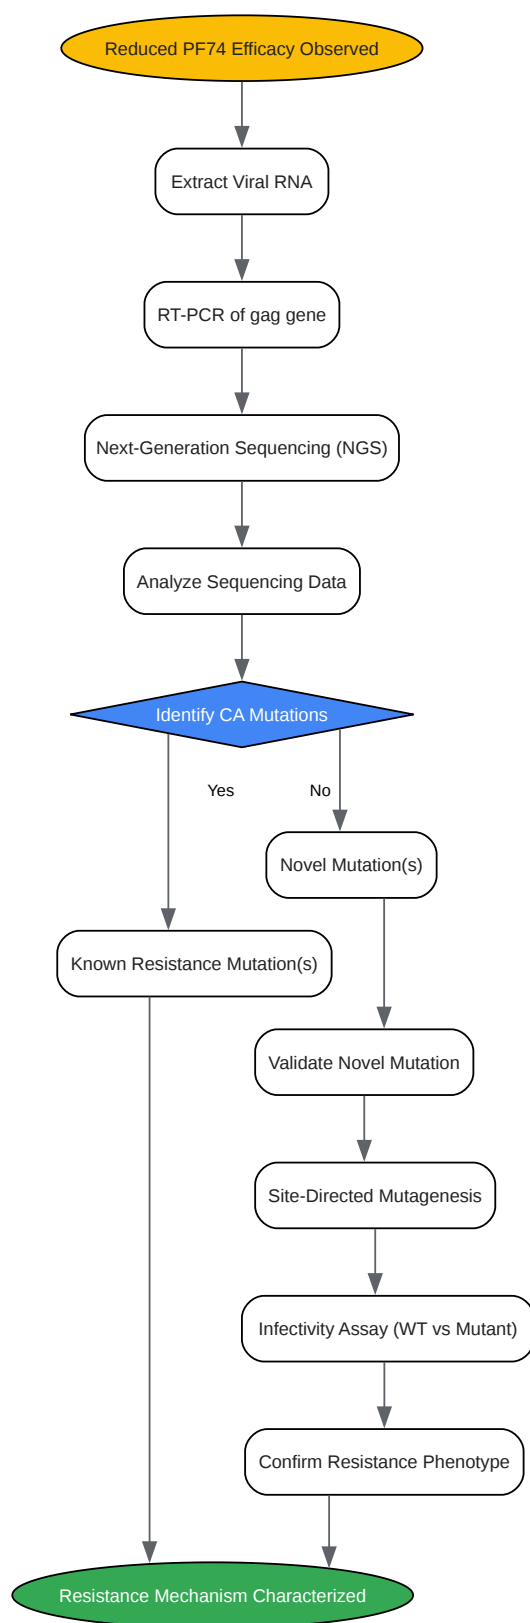 Reduced PF74 Efficacy Observed
Extract Viral RNA
RT-PCR of gag gene
Next-Generation Sequencing (NGS)
Analyze Sequencing Data
Identify CA Mutations
Yes
No
Novel Mutation(s)
Known Resistance Mutation(s)
Validate Novel Mutation
Site-Directed Mutagenesis
Infectivity Assay (WT vs Mutant)
Confirm Resistance Phenotype
Resistance Mechanism Characterized